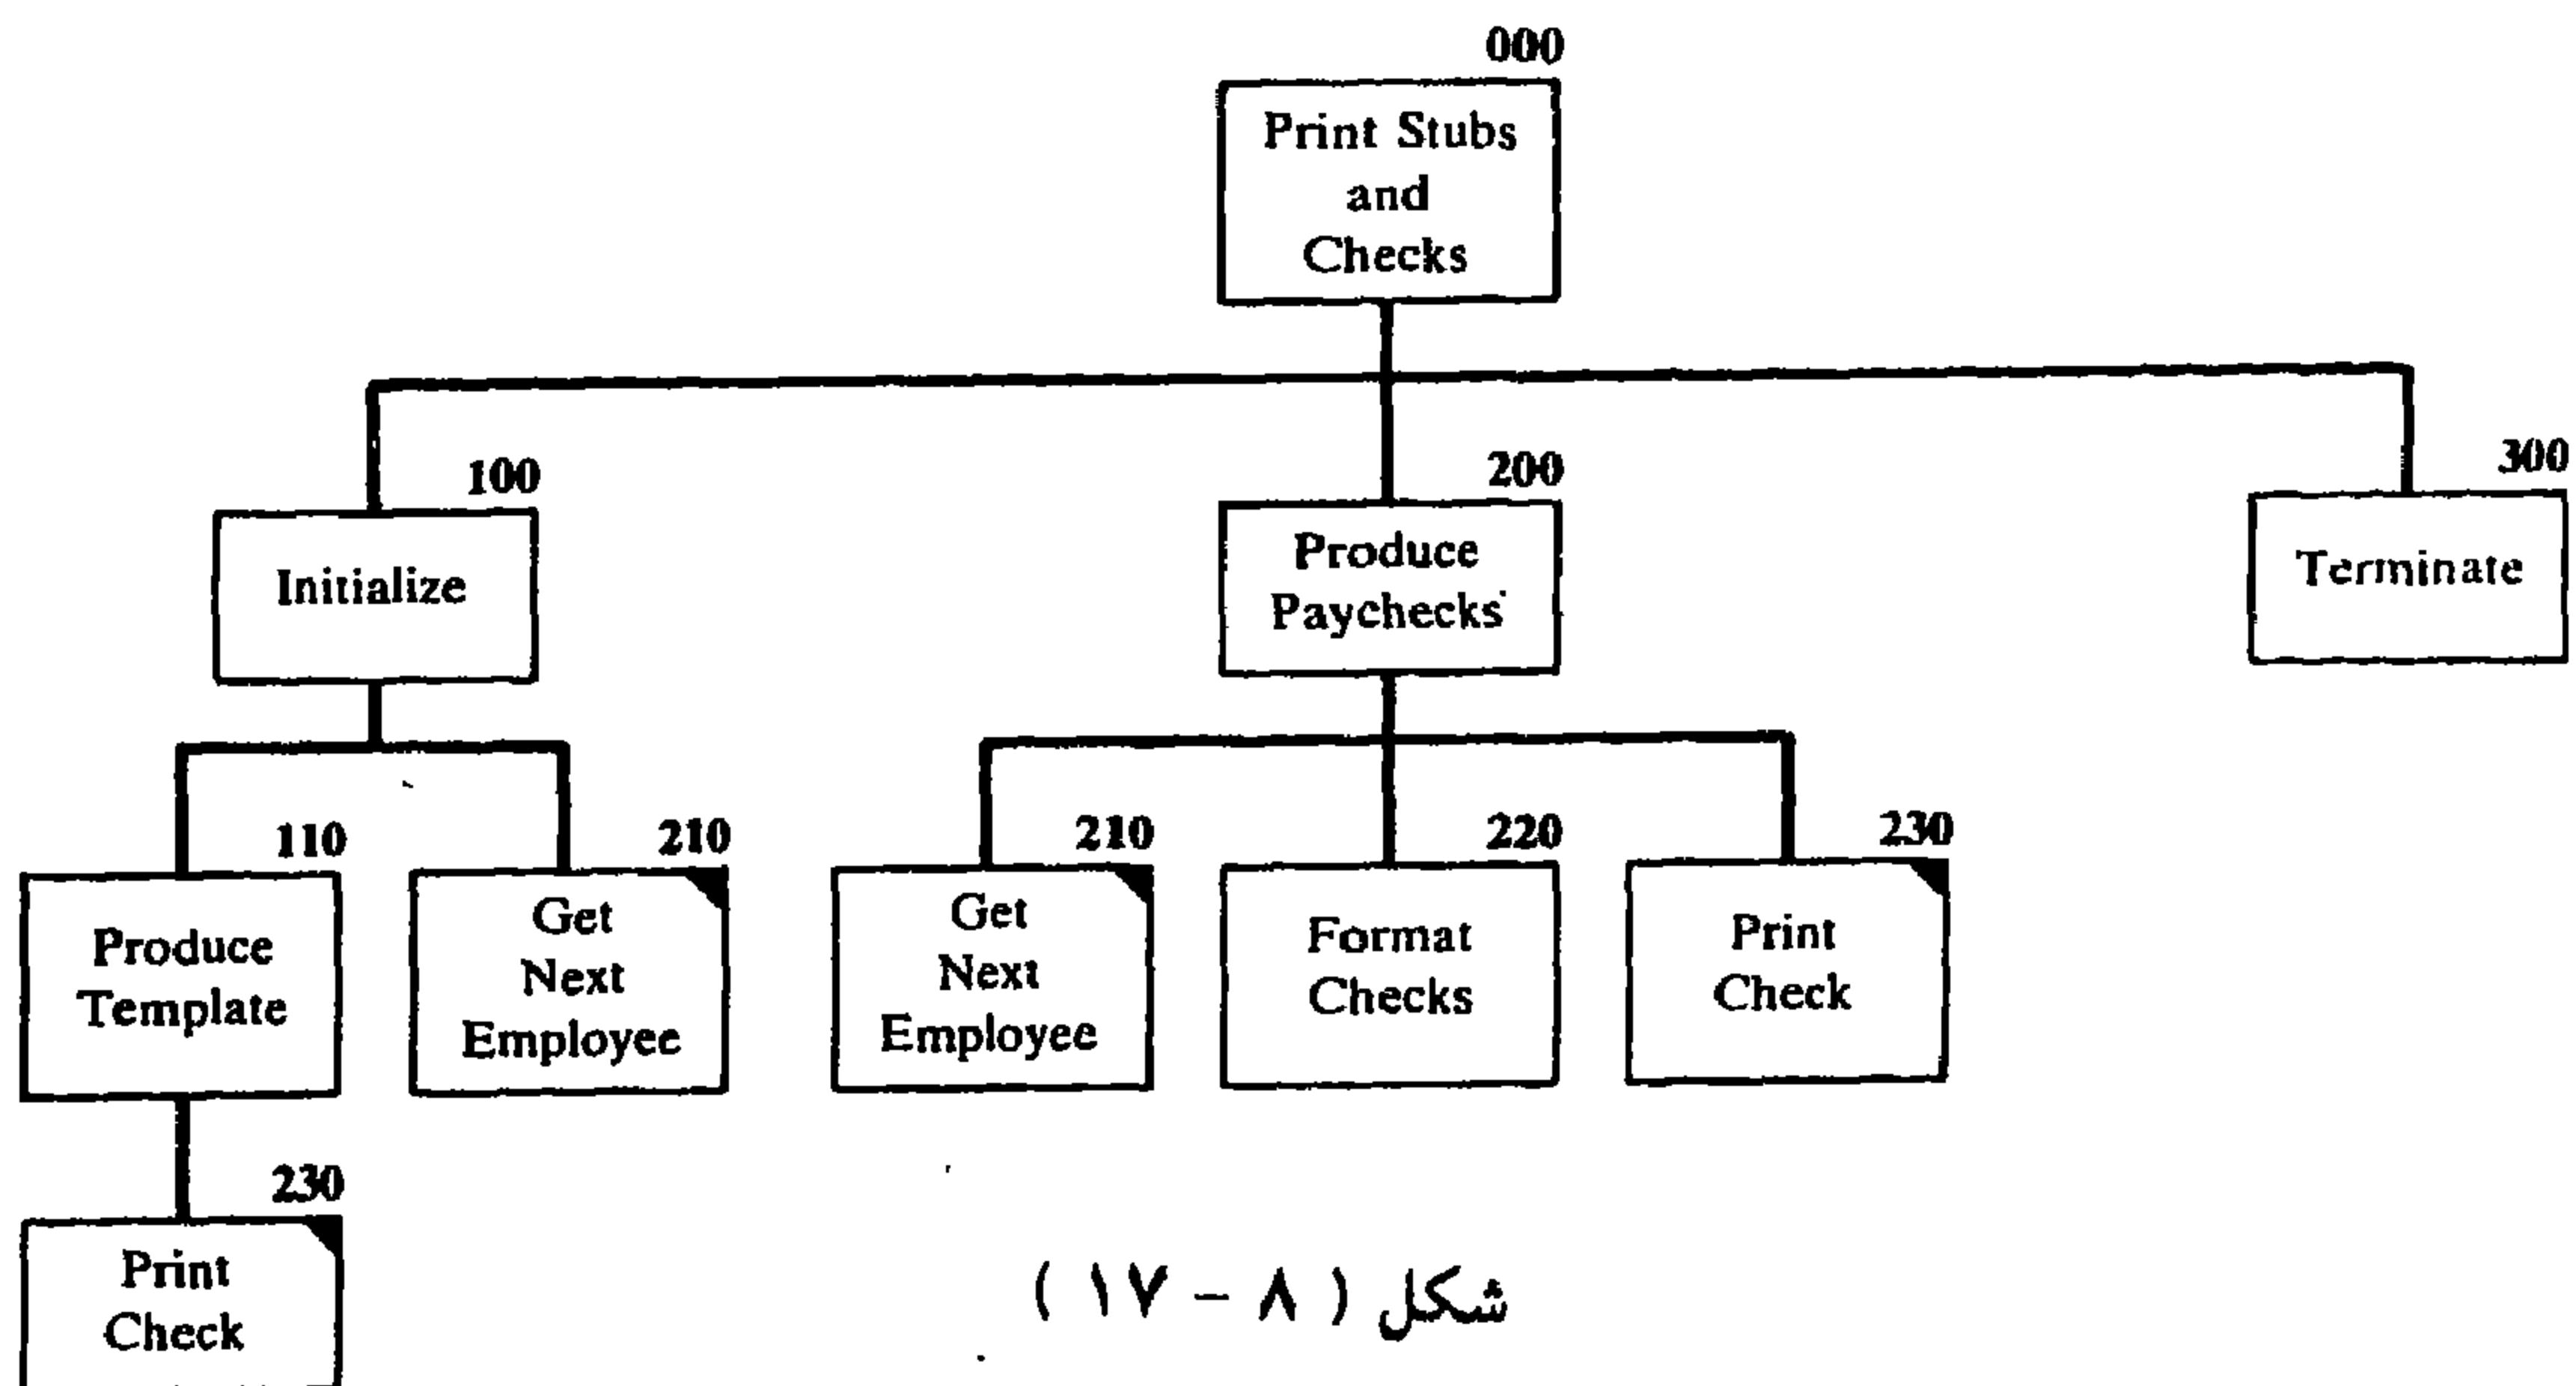 000
Print Stubs
and
Checks
100
Initialize
200
Produce
Paychecks
300
Terminate
110
Produce
Template
210
Get
Next
Employee
210
Get
Next
Employee
220
Format
Checks
230
Print
Check
230
Print
Check
شكل ( ٨ - ١٧ )